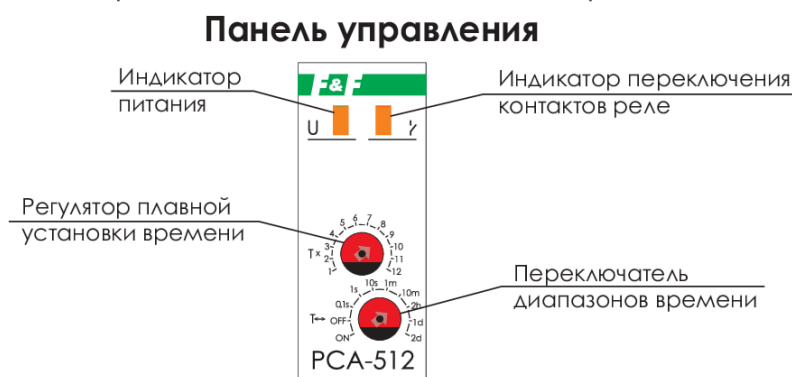 Панель управления
Индикатор
питания
F&F
Индикатор переключения
контактов реле
U
Регулятор плавной
установки времени
T×
1 2 3 4 5 6 7 8 9 10 11 12
Переключатель
диапазонов времени
T↔
ON OFF 0,1s 1s 10s 1m 10m 2h 1d 2d
PCA-512